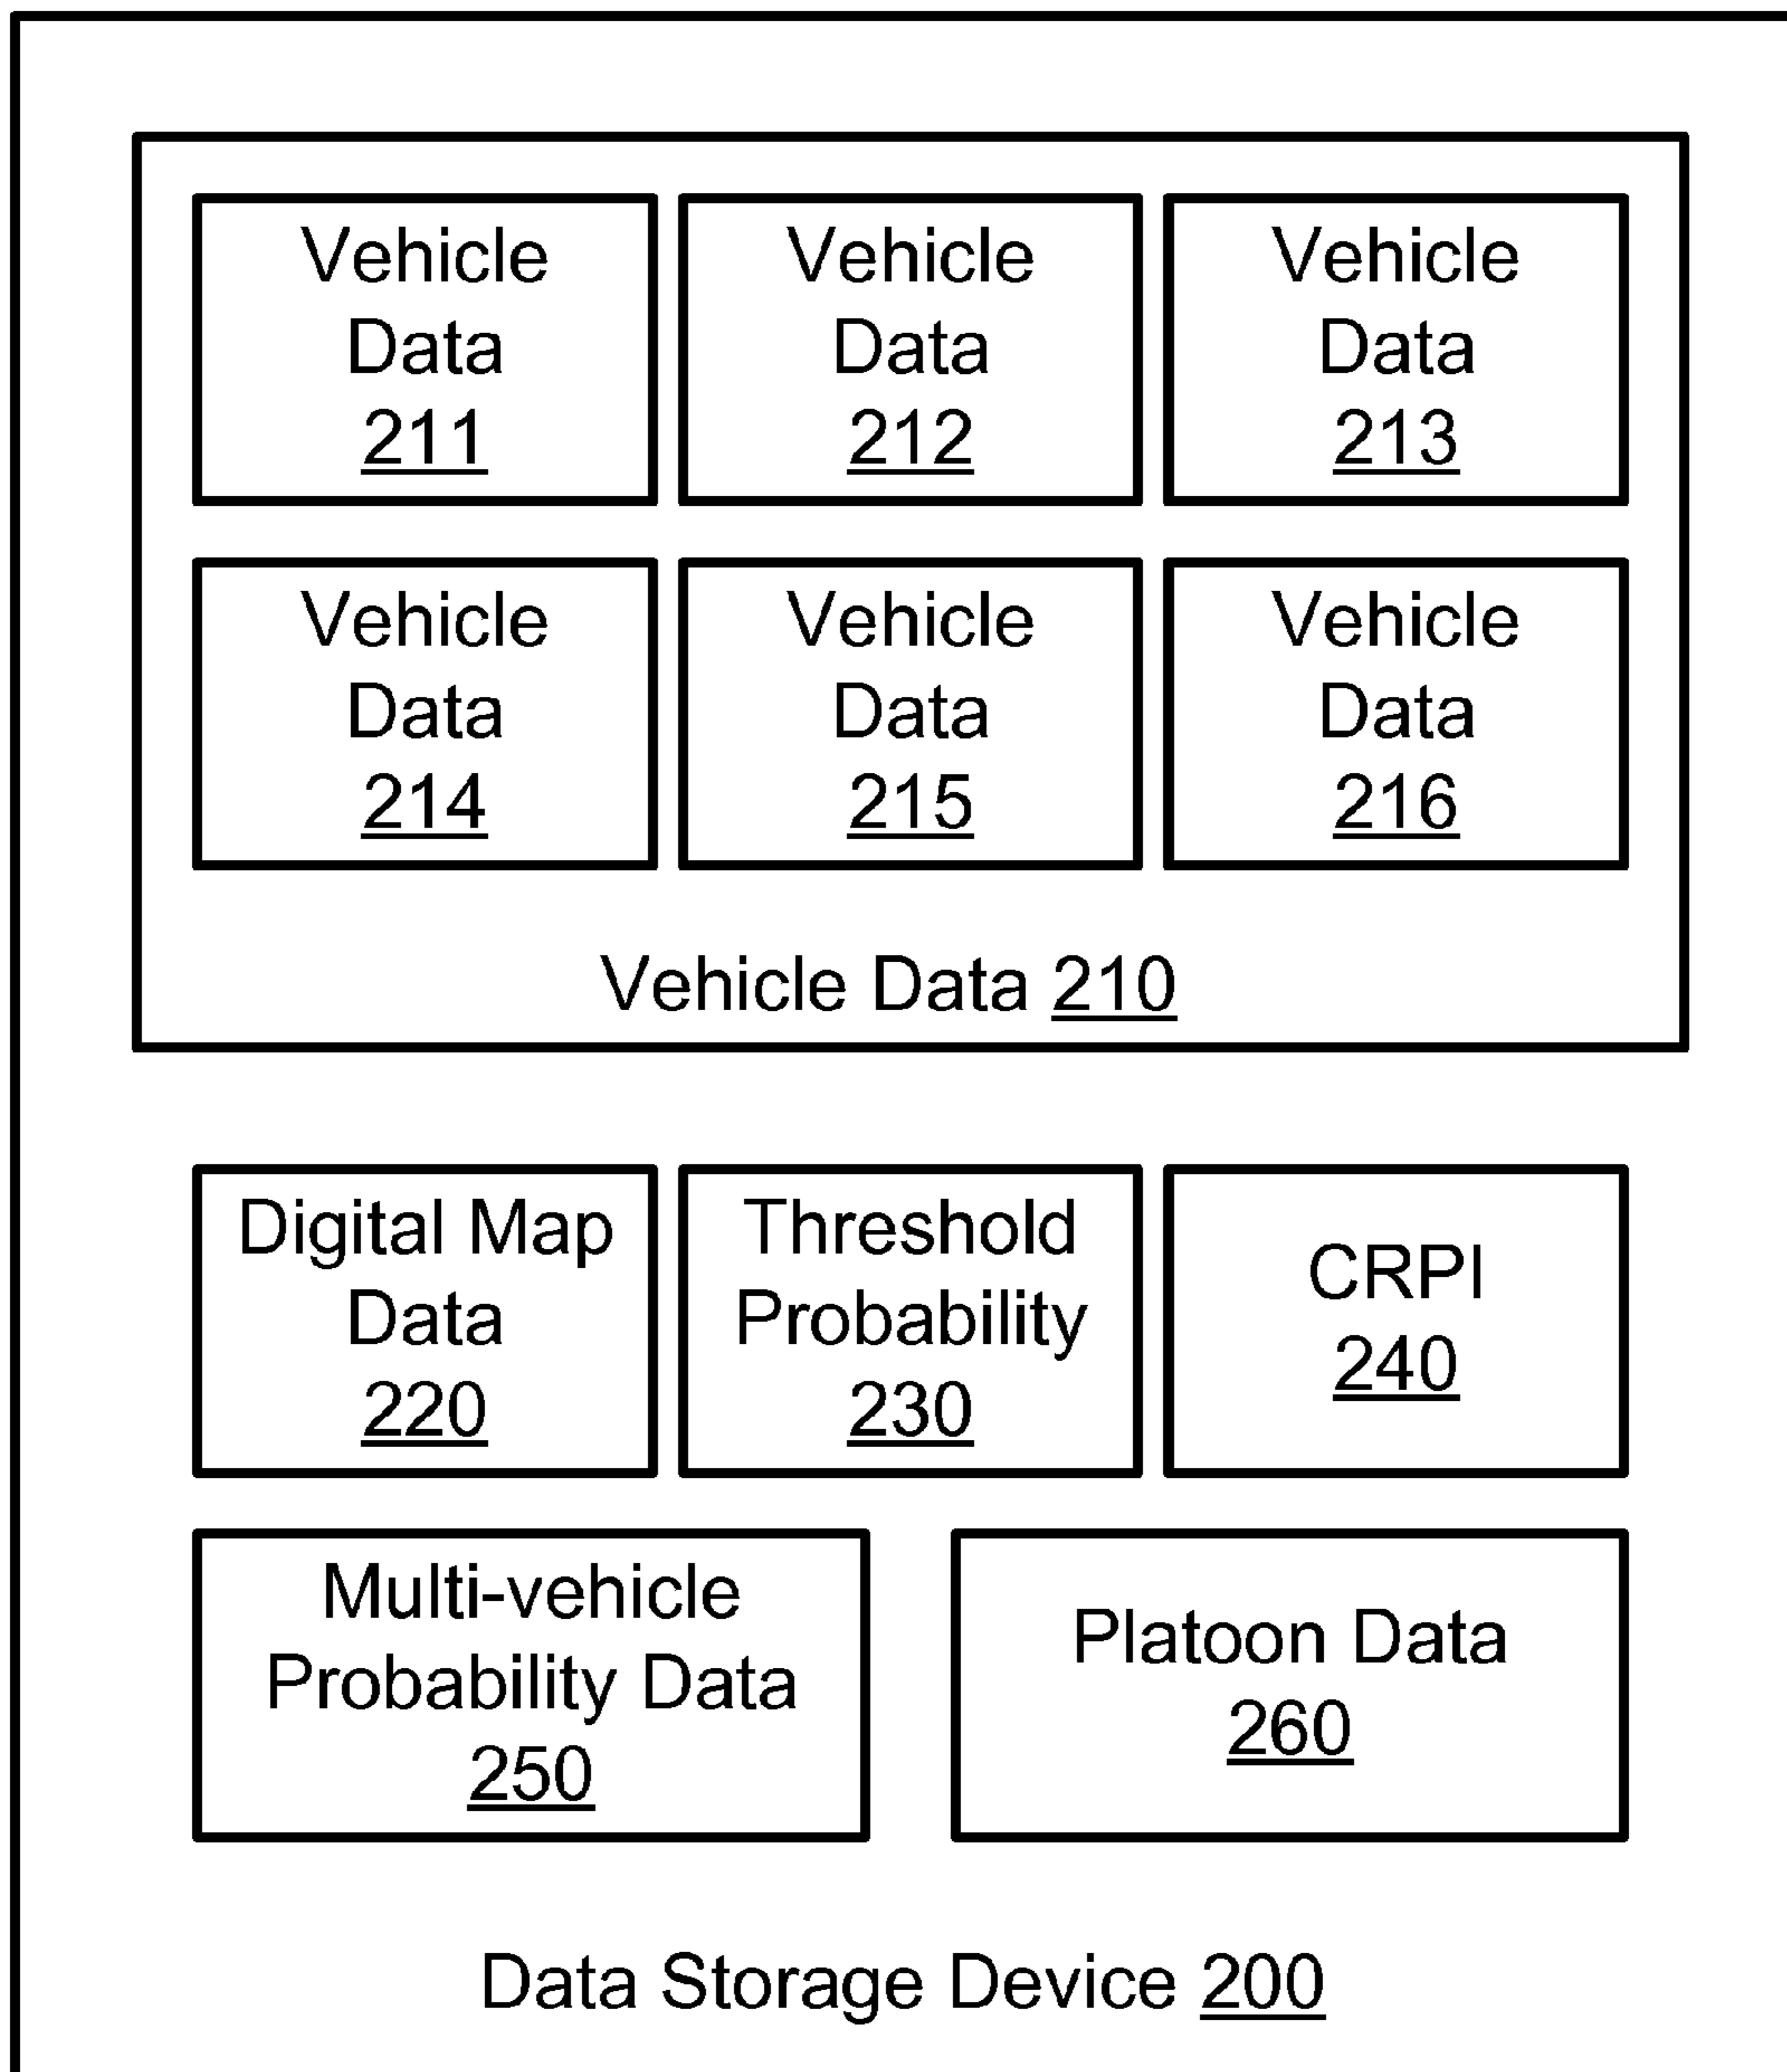 Vehicle
Data
211
Vehicle
Data
212
Vehicle
Data
213
Vehicle
Data
214
Vehicle
Data
215
Vehicle
Data
216
Vehicle Data 210
Digital Map
Data
220
Threshold
Probability
230
CRPI
240
Multi-vehicle
Probability Data
250
Platoon Data
260
Data Storage Device 200